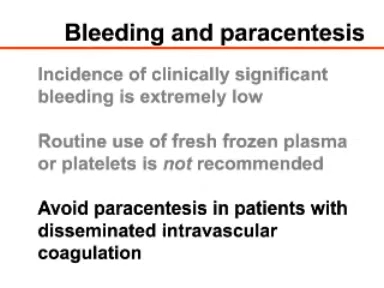 Bleeding and paracentesis
Incidence of clinically significant
bleeding is extremely low
Routine use of fresh frozen plasma
or platelets is not recommended
Avoid paracentesis in patients with
disseminated intravascular
coagulation